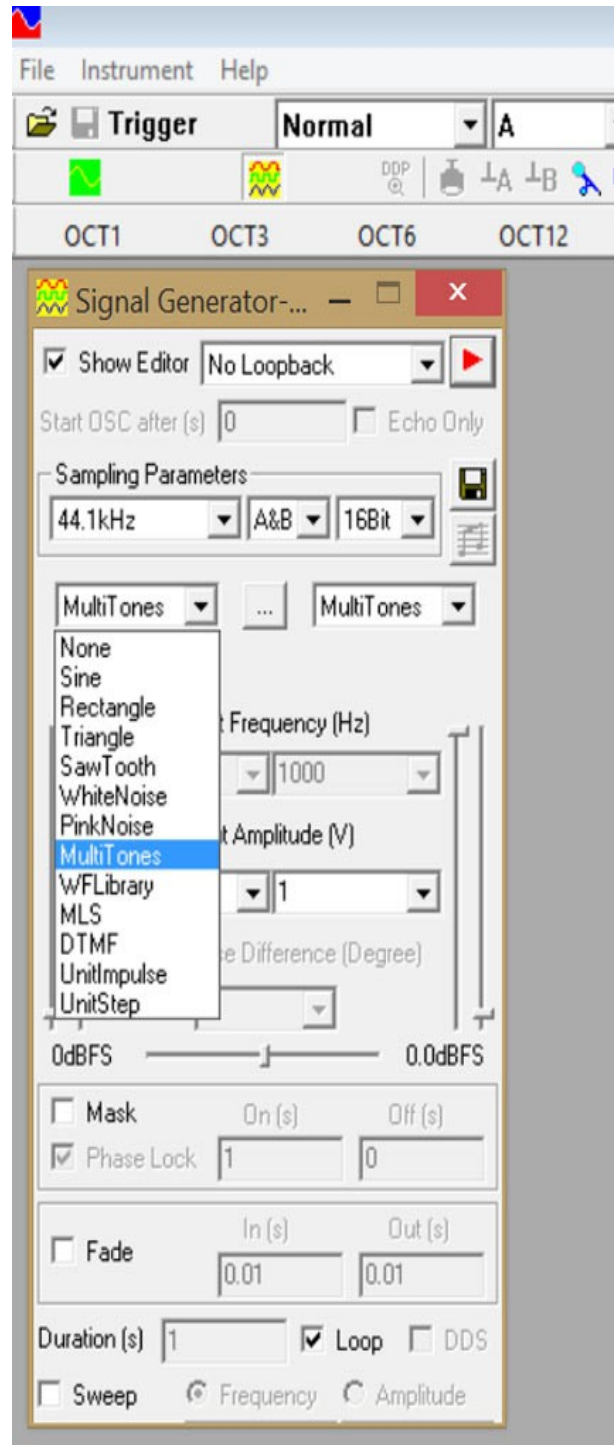 File Instrument Help
Trigger Normal A
DDP ┴A ┴B
OCT1 OCT3 OCT6 OCT12
Signal Generator-...
Show Editor No Loopback
Start OSC after (s) 0 Echo Only
Sampling Parameters
44.1kHz A&B 16Bit
MultiTones ... MultiTones
None
Sine
Rectangle
Triangle
SawTooth
WhiteNoise
PinkNoise
MultiTones
WFLibrary
MLS
DTMF
UnitImpulse
UnitStep
t Frequency (Hz)
1000
t Amplitude (V)
1
se Difference (Degree)
0dBFS 0.0dBFS
Mask On (s) Off (s)
Phase Lock 1 0
In (s) Out (s)
Fade 0.01 0.01
Duration (s) 1 Loop DDS
Sweep Frequency Amplitude